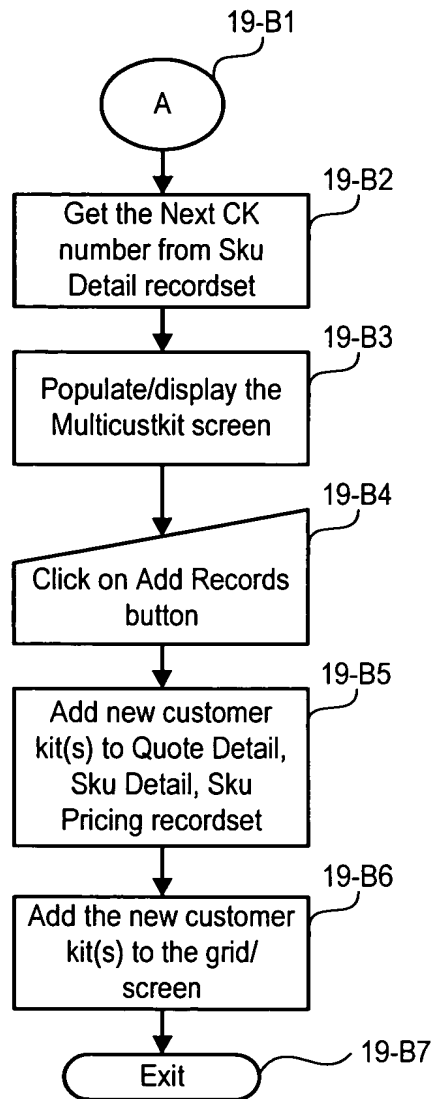 19-B1
A
19-B2
Get the Next CK
number from Sku
Detail recordset
19-B3
Populate/display the
Multicustkit screen
19-B4
Click on Add Records
button
19-B5
Add new customer
kit(s) to Quote Detail,
Sku Detail, Sku
Pricing recordset
19-B6
Add the new customer
kit(s) to the grid/
screen
19-B7
Exit